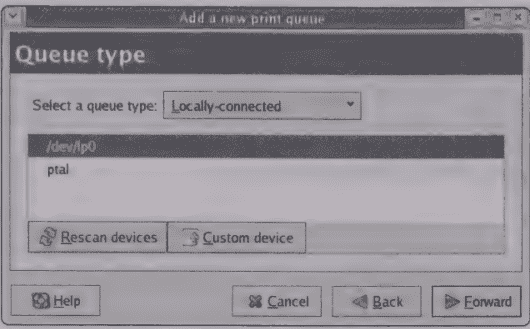 Add a new print queue
Queue type
Select a queue type: Locally-connected
/dev/lp0
ptal
Rescan devices Custom device
Help Cancel Back Forward